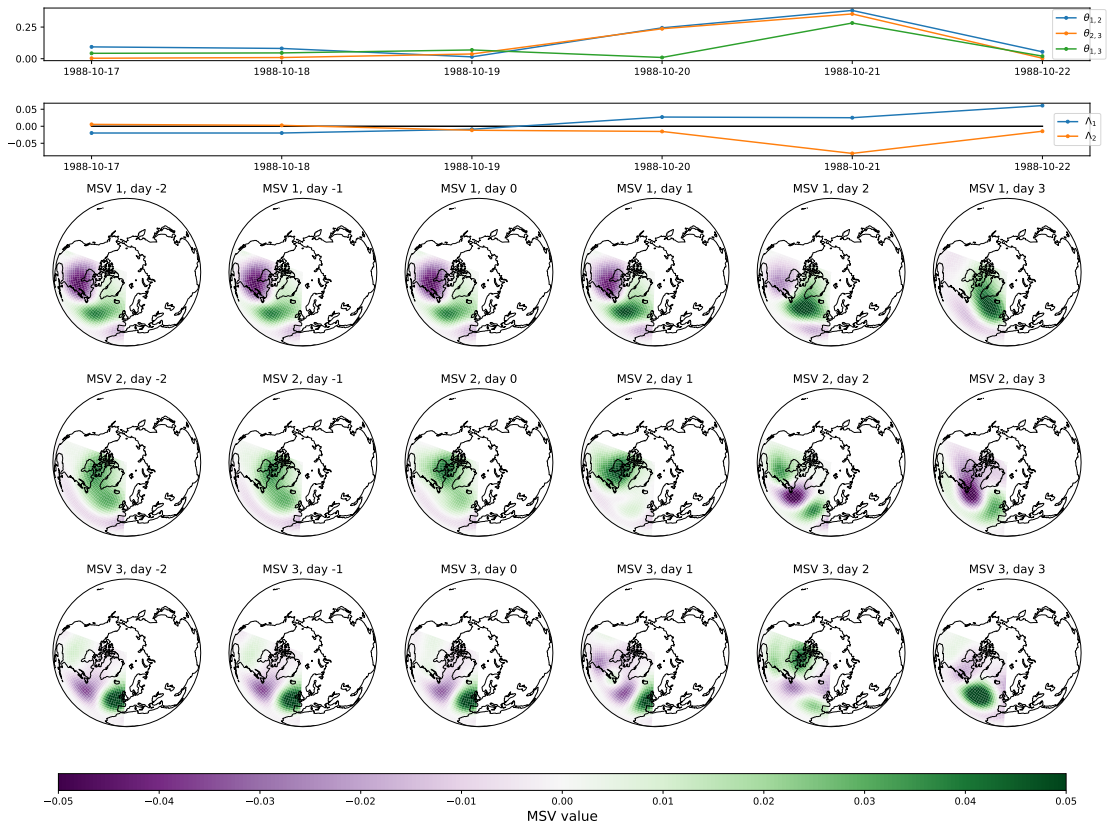 0.25
0.00
θ1,2
θ2,3
θ1,3
1988-10-17 1988-10-18 1988-10-19 1988-10-20 1988-10-21 1988-10-22
0.05
0.00
−0.05
Λ1
Λ2
1988-10-17 1988-10-18 1988-10-19 1988-10-20 1988-10-21 1988-10-22
MSV 1, day -2 MSV 1, day -1 MSV 1, day 0 MSV 1, day 1 MSV 1, day 2 MSV 1, day 3
MSV 2, day -2 MSV 2, day -1 MSV 2, day 0 MSV 2, day 1 MSV 2, day 2 MSV 2, day 3
MSV 3, day -2 MSV 3, day -1 MSV 3, day 0 MSV 3, day 1 MSV 3, day 2 MSV 3, day 3
−0.05 −0.04 −0.03 −0.02 −0.01 0.00 0.01 0.02 0.03 0.04 0.05
MSV value